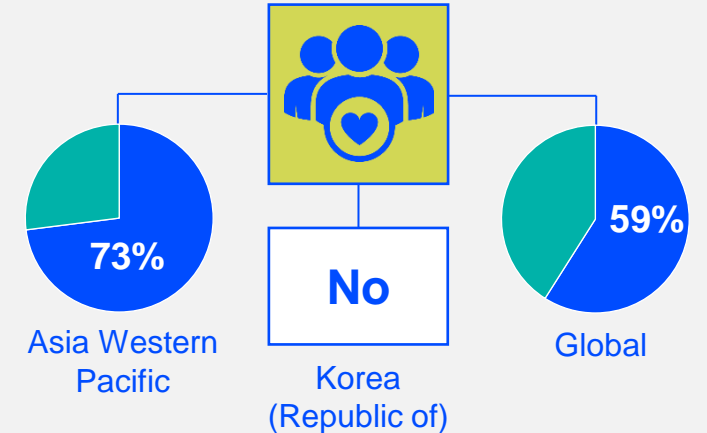 73%
Asia Western
Pacific
No
Korea
(Republic of)
59%
Global